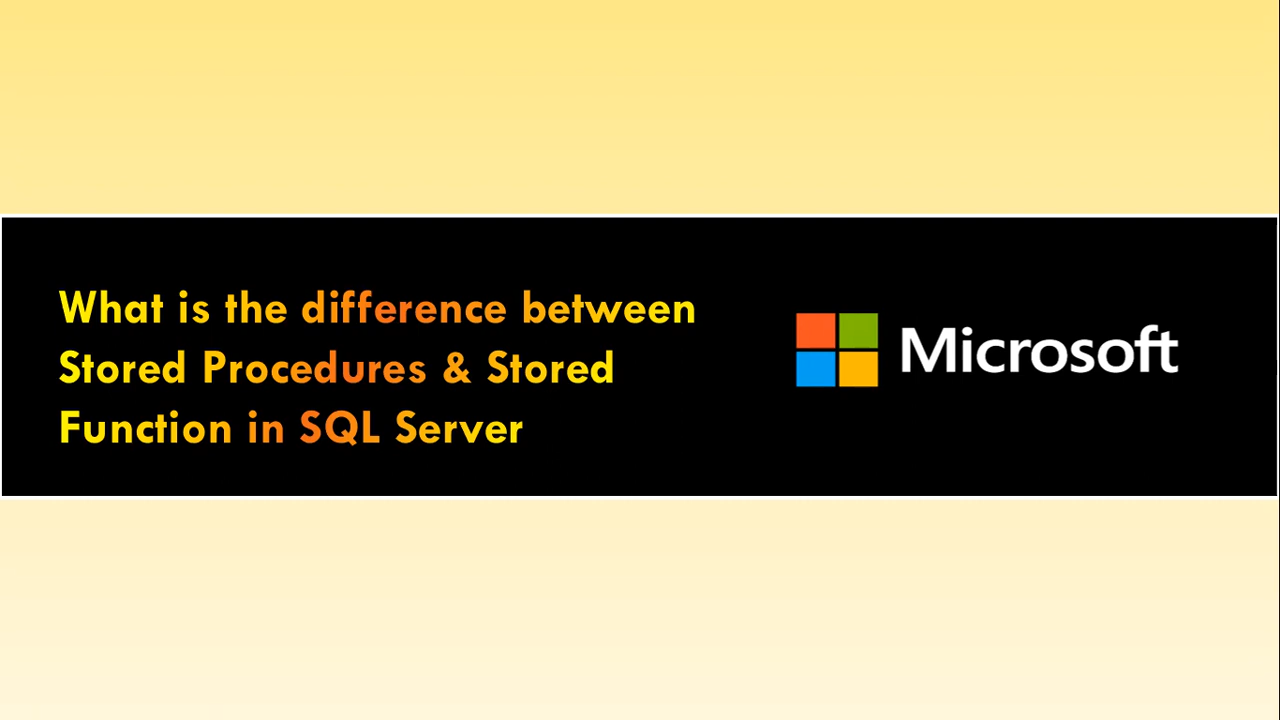 What is the difference between
Stored Procedures & Stored
Function in SQL Server
Microsoft